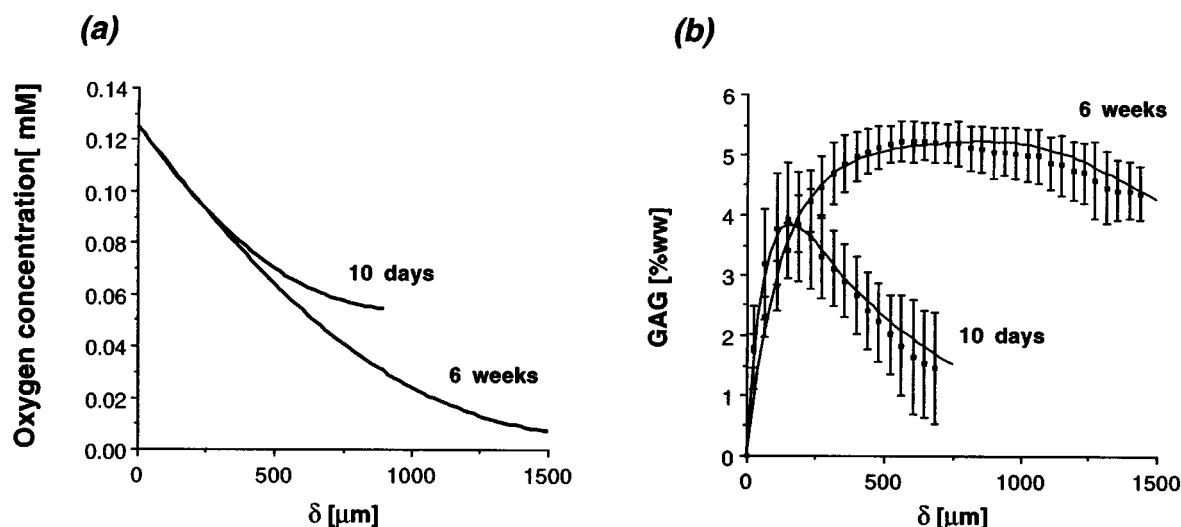 (a)
Oxygen concentration[ mM]
0.14
0.12
0.10
0.08
0.06
0.04
0.02
0.00
10 days
6 weeks
0
500
1000
1500
δ [μm]
(b)
GAG [%ww]
6
5
4
3
2
1
0
6 weeks
10 days
0
500
1000
1500
δ [μm]